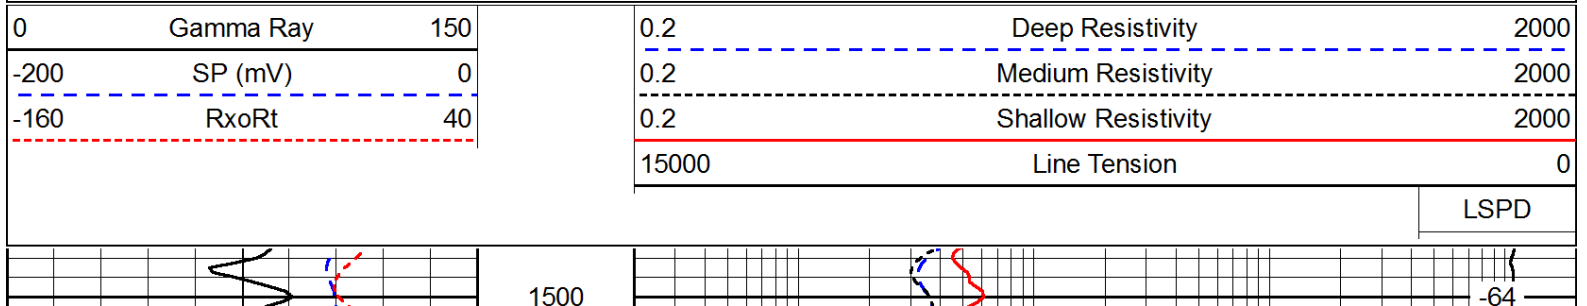 0 Gamma Ray 150 0.2 Deep Resistivity 2000
-200 SP (mV) 0 0.2 Medium Resistivity 2000
-160 RxoRt 40 0.2 Shallow Resistivity 2000
15000 Line Tension 0
LSPD
1500 -64